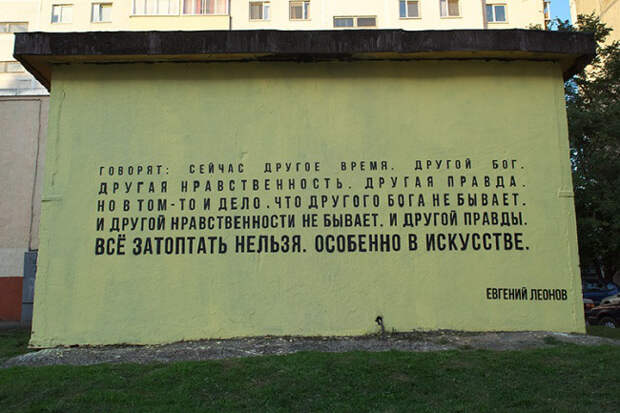 ГОВОРЯТ: СЕЙЧАС ДРУГОЕ ВРЕМЯ. ДРУГОЙ БОГ.
ДРУГАЯ НРАВСТВЕННОСТЬ. ДРУГАЯ ПРАВДА.
НО В ТОМ-ТО И ДЕЛО, ЧТО ДРУГОГО БОГА НЕ БЫВАЕТ.
И ДРУГОЙ НРАВСТВЕННОСТИ НЕ БЫВАЕТ. И ДРУГОЙ ПРАВДЫ.
ВСЁ ЗАТОПТАТЬ НЕЛЬЗЯ. ОСОБЕННО В ИСКУССТВЕ.
ЕВГЕНИЙ ЛЕОНОВ